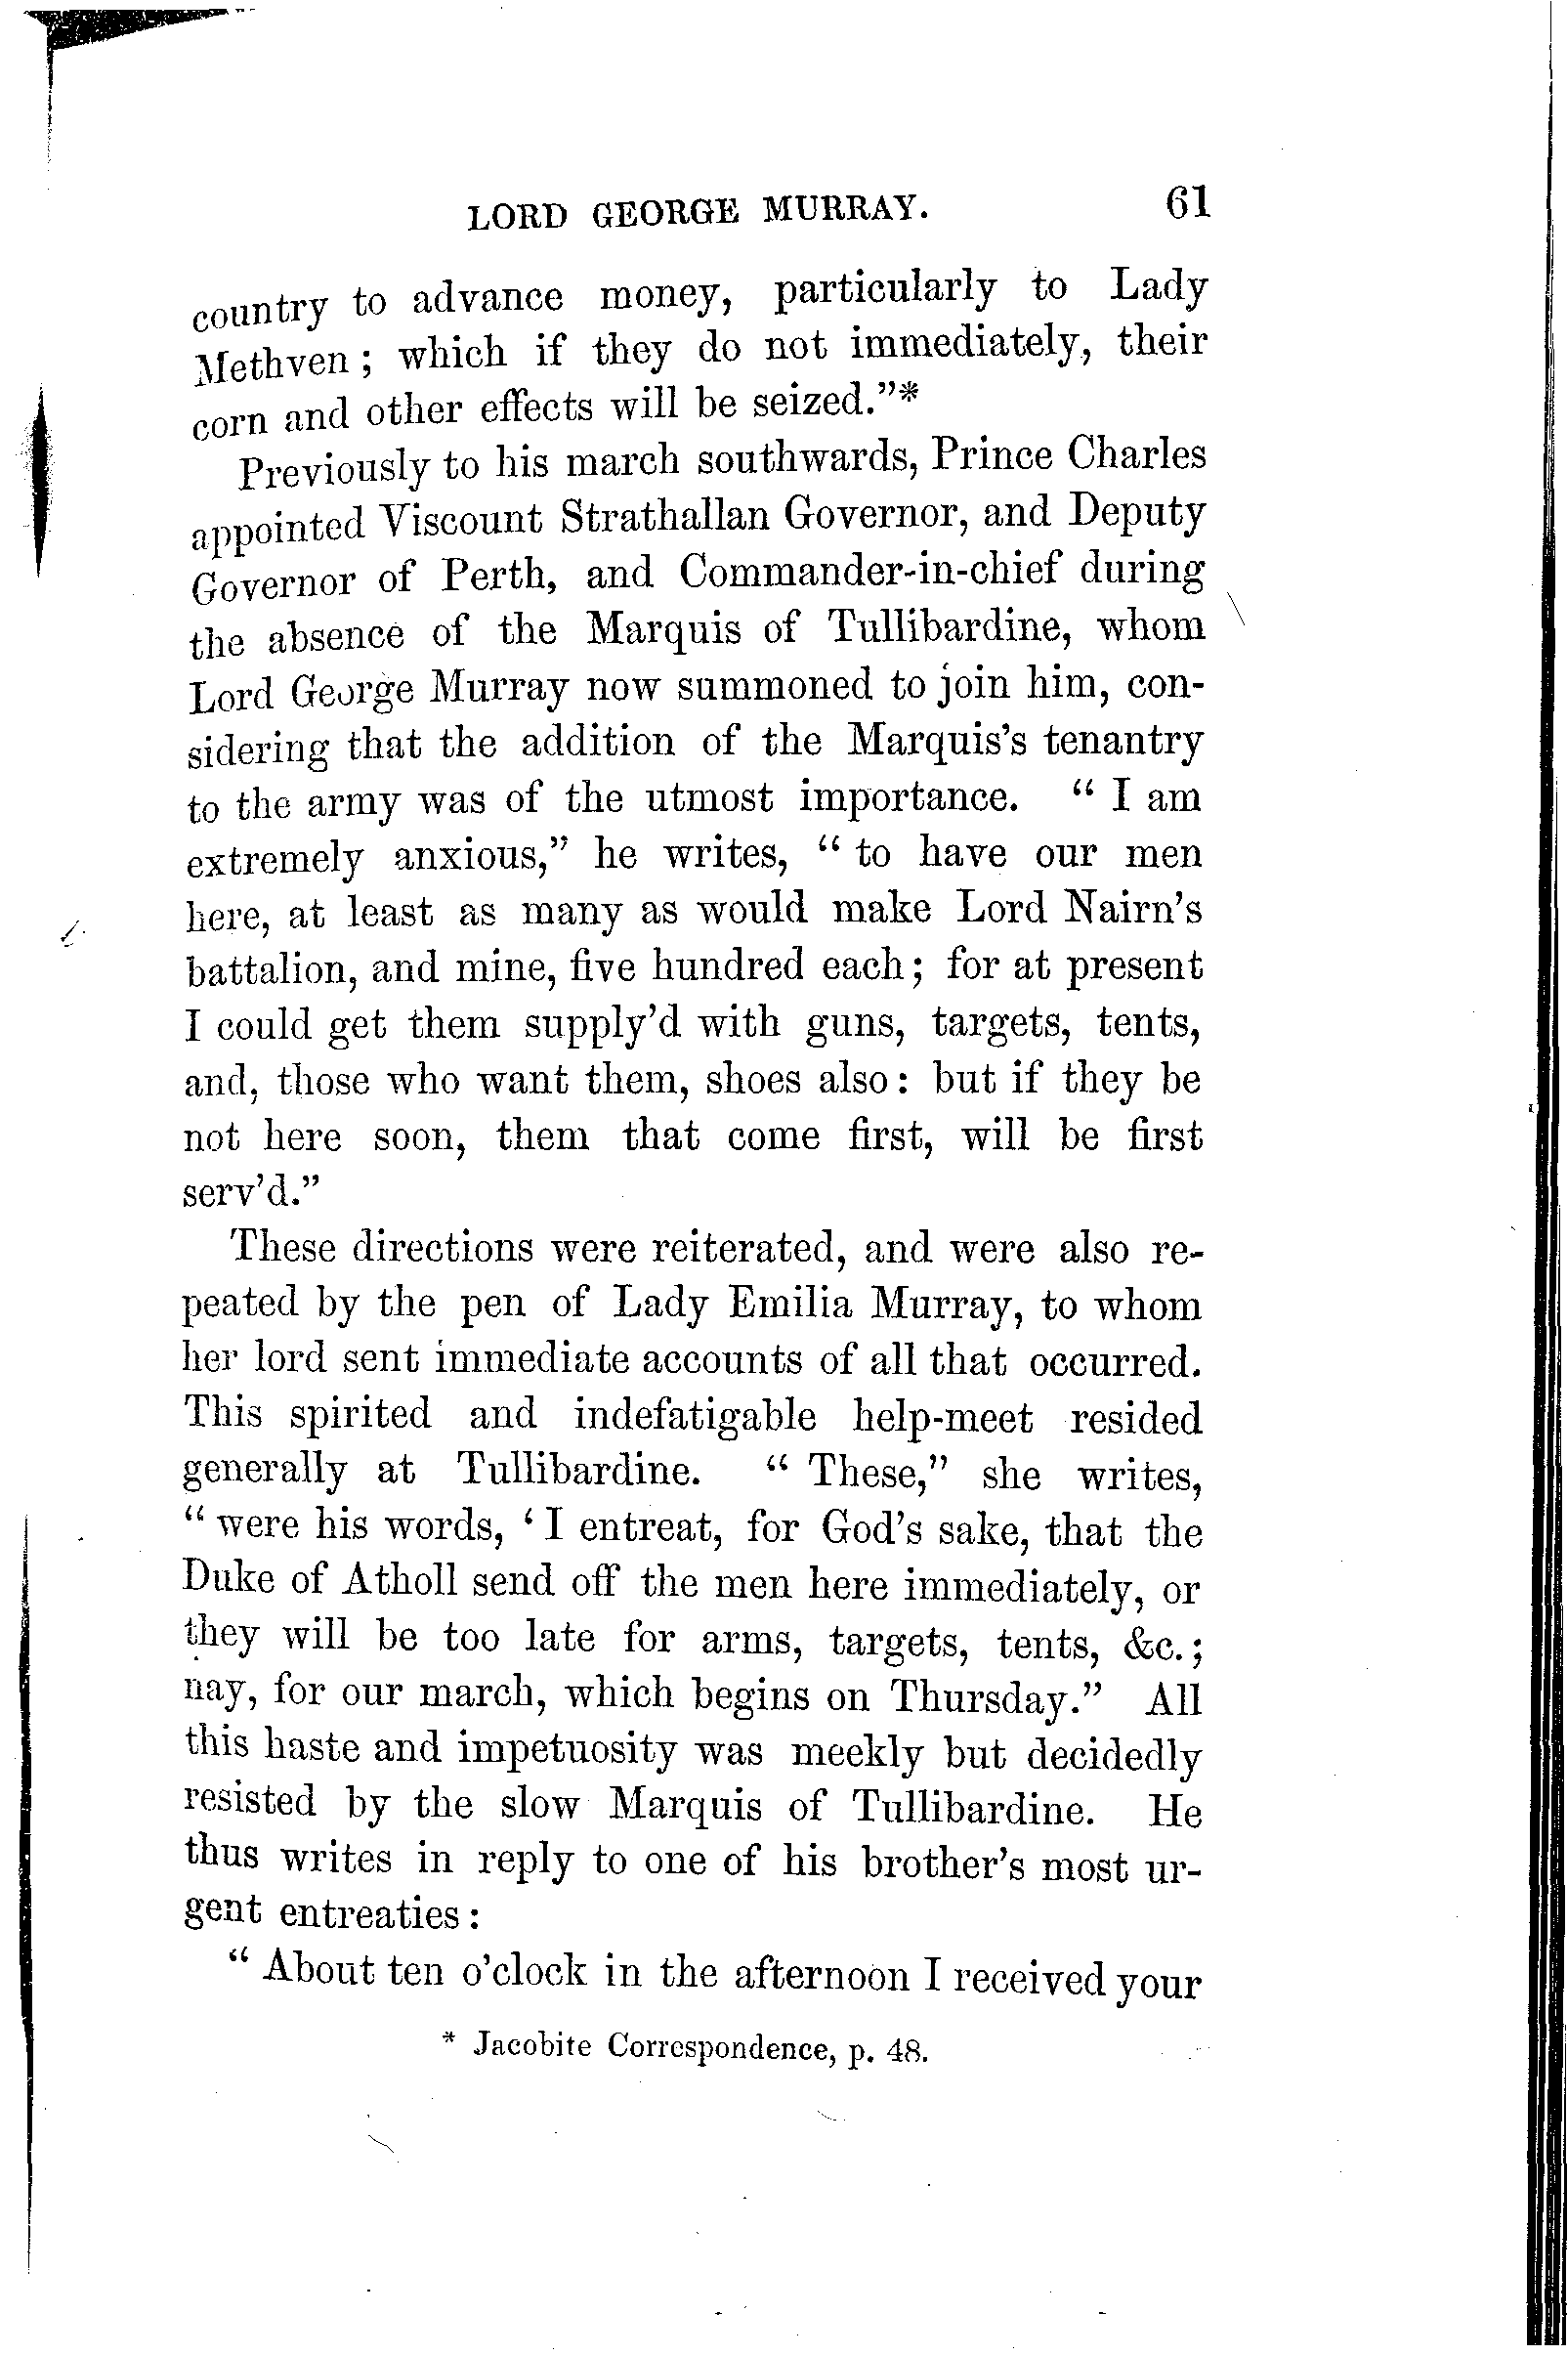 LORD GEORGE MURRAY. 61
country to advance money, particularly to Lady
Methven; which if they do not immediately, their
corn and other effects will be seized."*
Previously to his march southwards, Prince Charles
appointed Viscount Strathallan Governor, and Deputy
Governor of Perth, and Commander-in-chief during
the absence of the Marquis of Tullibardine, whom
Lord George Murray now summoned to join him, con-
sidering that the addition of the Marquis's tenantry
to the army was of the utmost importance. "I am
extremely anxious," he writes, "to have our men
here, at least as many as would make Lord Nairn's
battalion, and mine, five hundred each; for at present
I could get them supply'd with guns, targets, tents,
and, those who want them, shoes also: but if they be
not here soon, them that come first, will be first
serv'd."
These directions were reiterated, and were also re-
peated by the pen of Lady Emilia Murray, to whom
her lord sent immediate accounts of all that occurred.
This spirited and indefatigable help-meet resided
generally at Tullibardine. "These," she writes,
"were his words, 'I entreat, for God's sake, that the
Duke of Atholl send off the men here immediately, or
they will be too late for arms, targets, tents, &c.;
nay, for our march, which begins on Thursday." All
this haste and impetuosity was meekly but decidedly
resisted by the slow Marquis of Tullibardine. He
thus writes in reply to one of his brother's most ur-
gent entreaties:
"About ten o'clock in the afternoon I received your
* Jacobite Correspondence, p. 48.